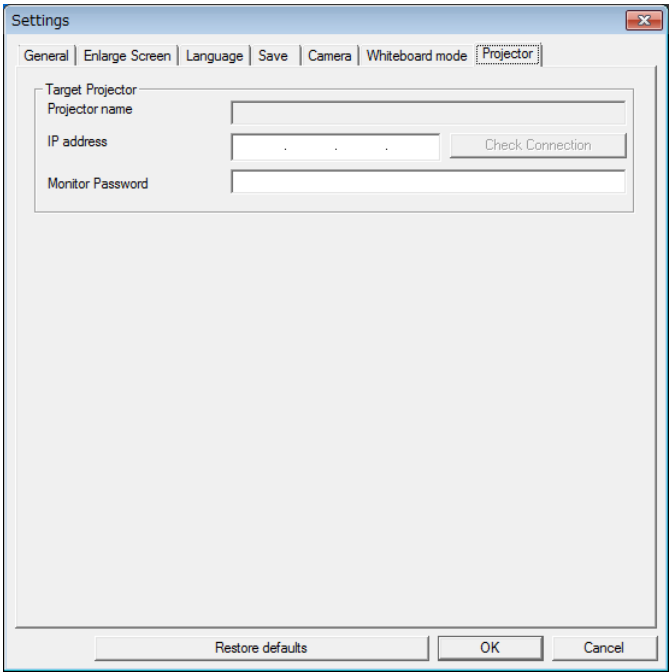 Settings
General Enlarge Screen Language Save Camera Whiteboard mode Projector
Target Projector
Projector name
IP address . . . Check Connection
Monitor Password
Restore defaults OK Cancel